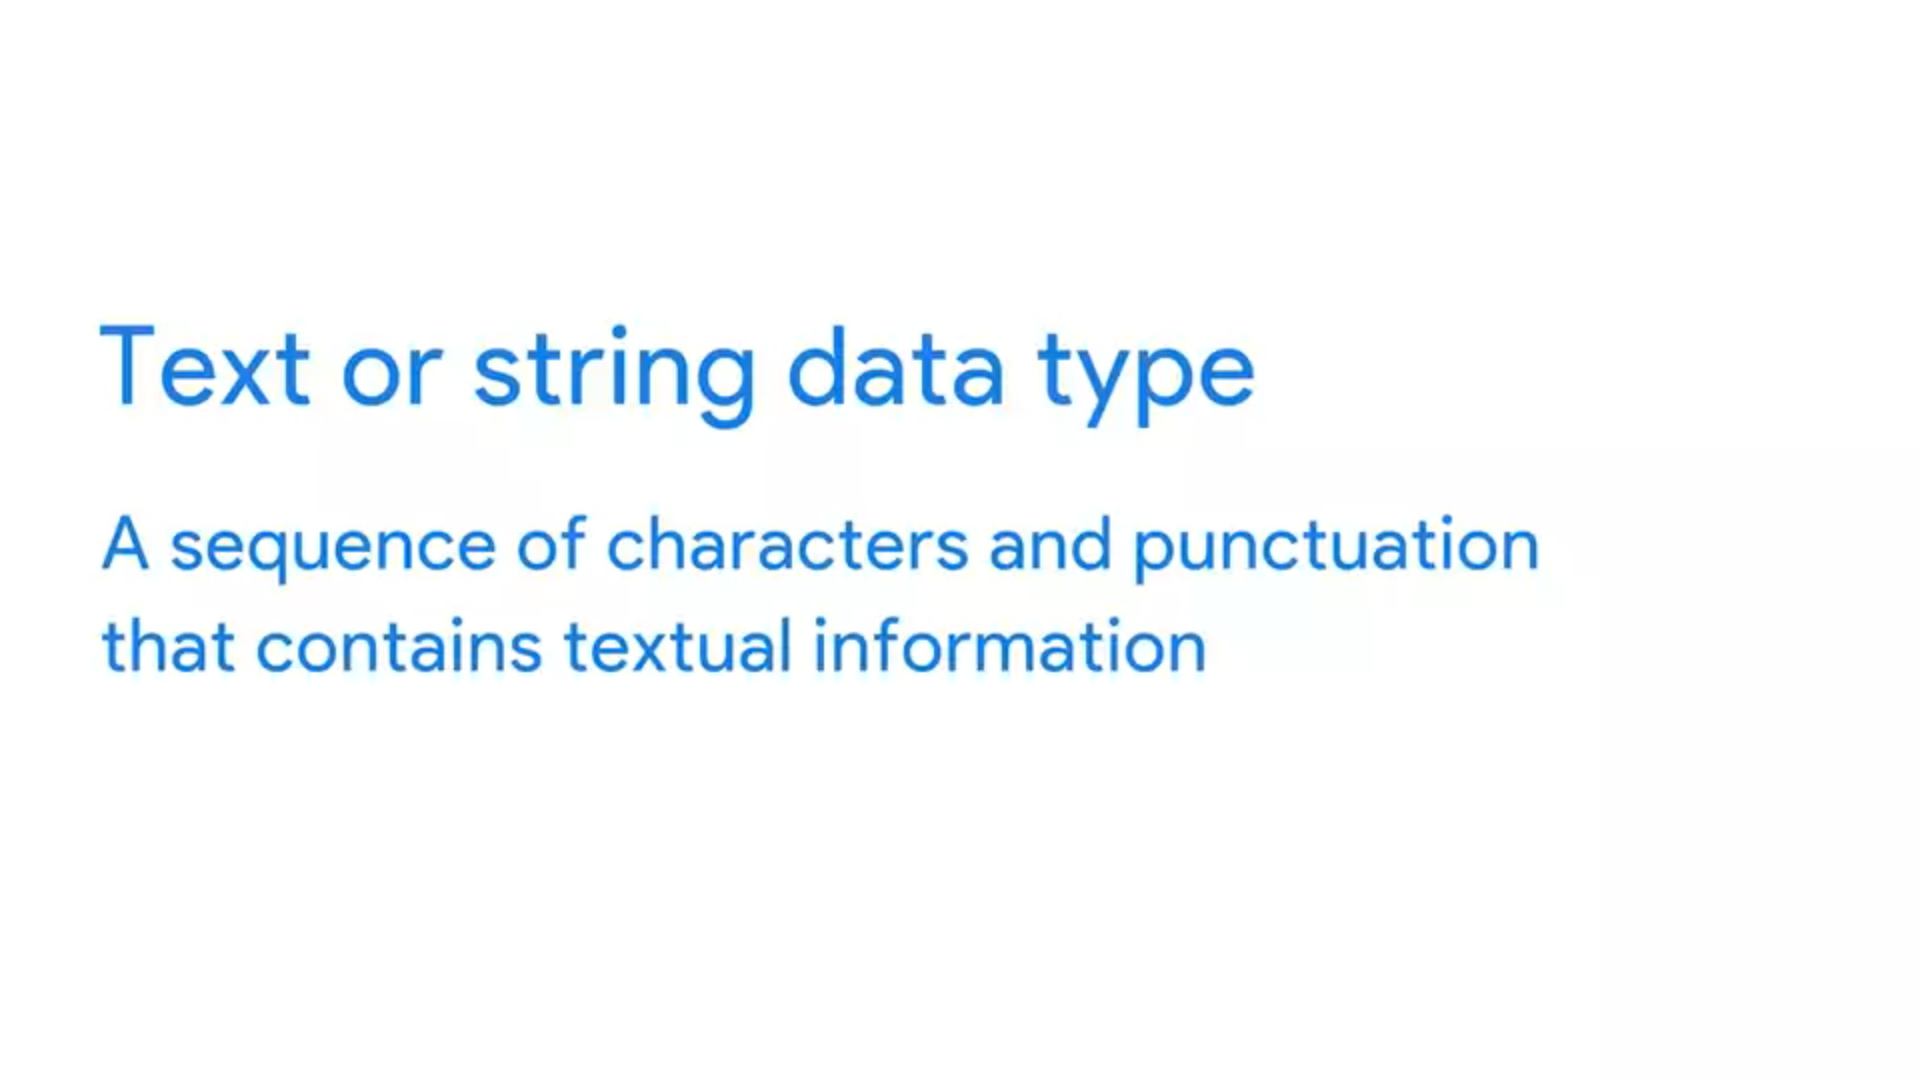 Text or string data type
A sequence of characters and punctuation
that contains textual information